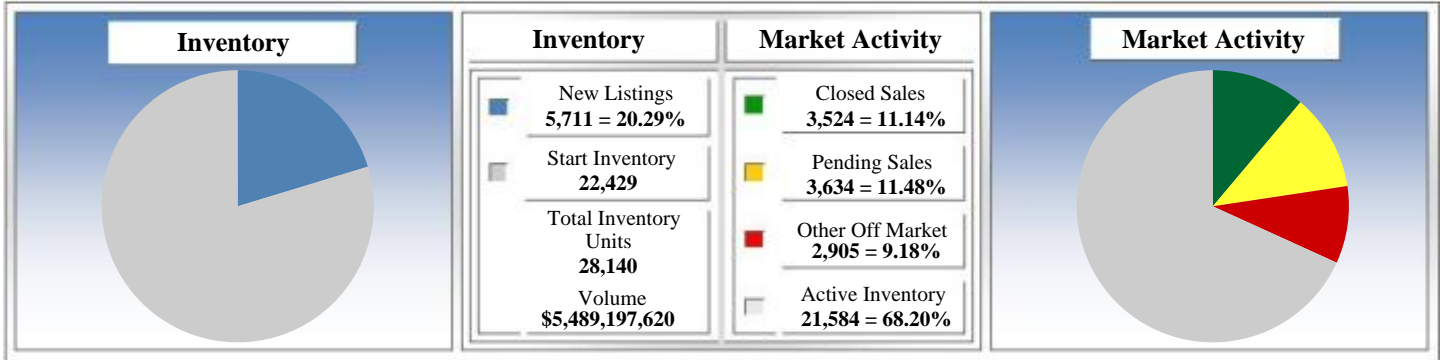 Inventory
Inventory
Market Activity
New Listings
5,711 = 20.29%
Start Inventory
22,429
Total Inventory
Units
28,140
Volume
$5,489,197,620
Closed Sales
3,524 = 11.14%
Pending Sales
3,634 = 11.48%
Other Off Market
2,905 = 9.18%
Active Inventory
21,584 = 68.20%
Market Activity